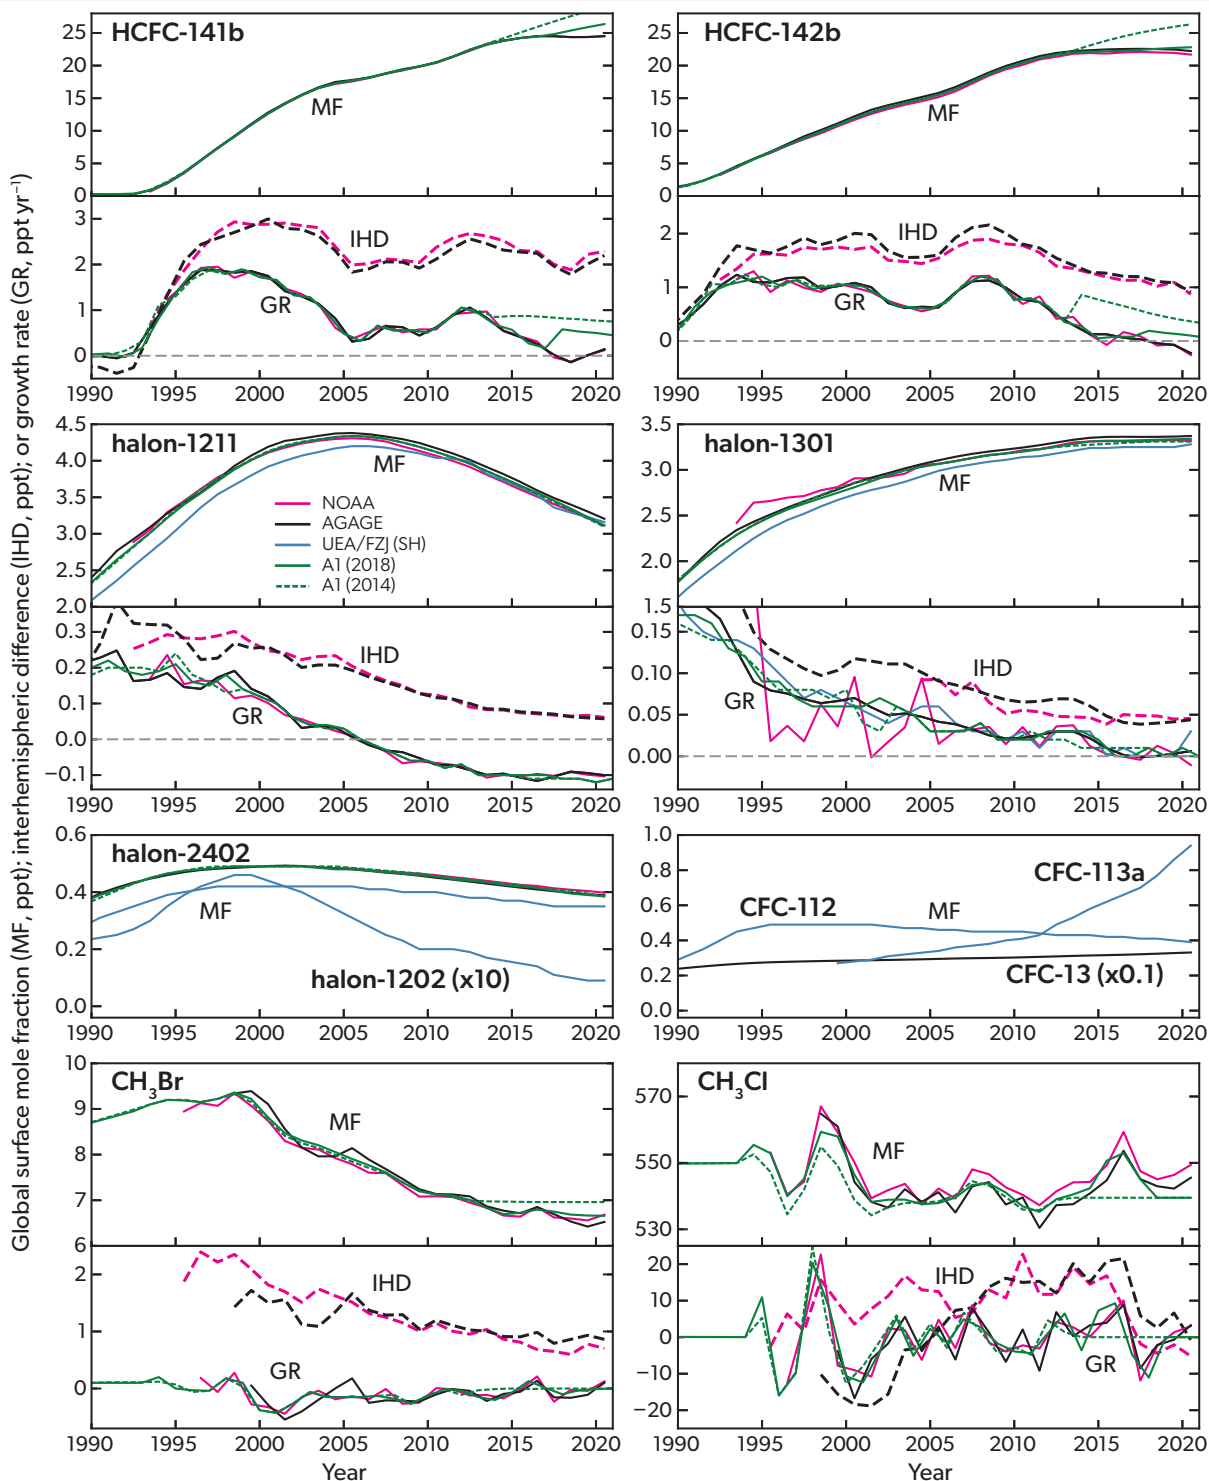 Global surface mole fraction (MF, ppt); interhemispheric difference (IHD, ppt); or growth rate (GR, ppt yr⁻¹)
HCFC-141b
25
20
15
10
5
0
MF
3
2
1
0
IHD
GR
1990 1995 2000 2005 2010 2015 2020
HCFC-142b
25
20
15
10
5
0
MF
2
1
0
IHD
GR
1990 1995 2000 2005 2010 2015 2020
halon-1211
4.5
4.0
3.5
3.0
2.5
2.0
MF
NOAA
AGAGE
UEA/FZJ (SH)
A1 (2018)
A1 (2014)
0.3
0.2
0.1
0.0
−0.1
IHD
GR
1990 1995 2000 2005 2010 2015 2020
halon-1301
3.5
3.0
2.5
2.0
1.5
MF
0.15
0.10
0.05
0.00
IHD
GR
1990 1995 2000 2005 2010 2015 2020
halon-2402
0.6
0.4
0.2
0.0
MF
halon-1202 (x10)
1990 1995 2000 2005 2010 2015 2020
1.0
0.8
0.6
0.4
0.2
0.0
CFC-113a
CFC-112
MF
CFC-13 (x0.1)
1990 1995 2000 2005 2010 2015 2020
CH₃Br
10
9
8
7
6
MF
2
1
0
IHD
GR
1990 1995 2000 2005 2010 2015 2020
Year
CH₃Cl
570
550
530
MF
20
10
0
−10
−20
IHD
GR
1990 1995 2000 2005 2010 2015 2020
Year